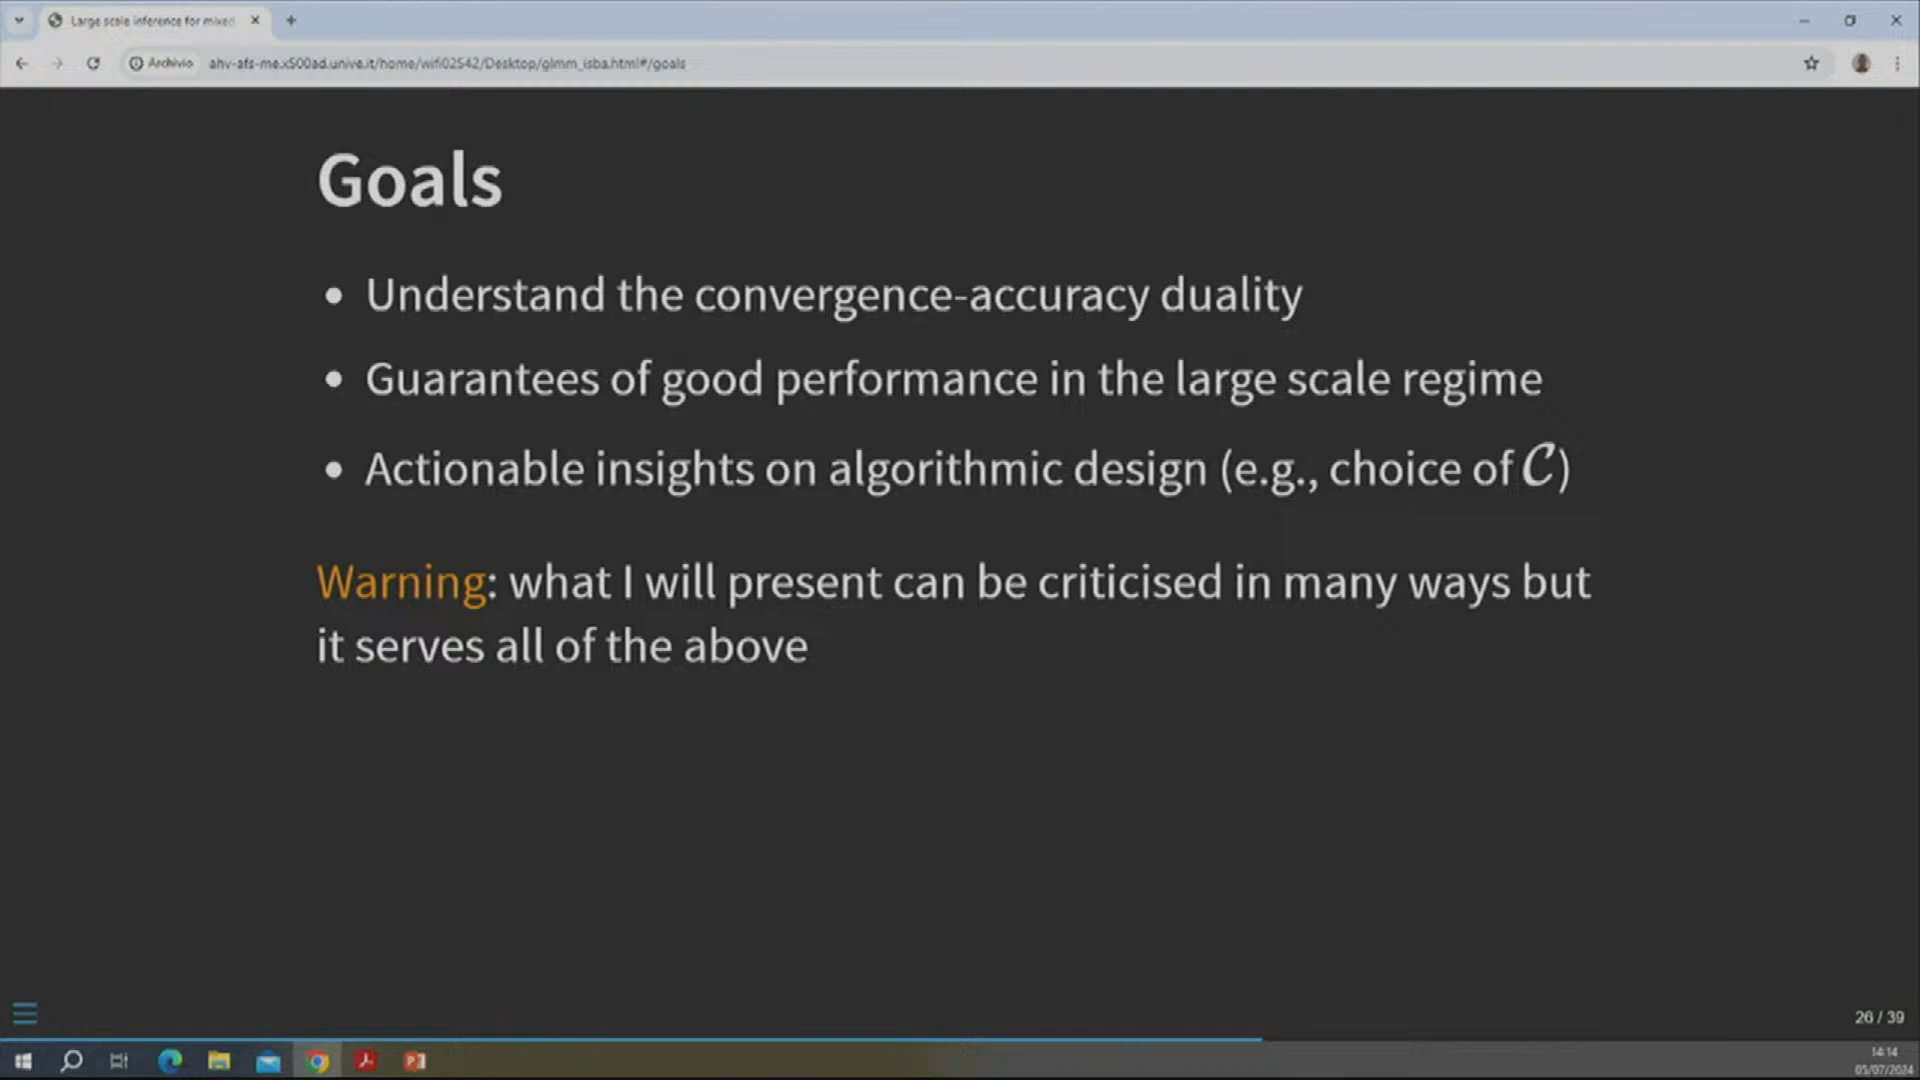 Large scale inference for mixed
Archivio ahv-afs-me.x500ad.unive.it/home/wifi02542/Desktop/glmm_isba.html#/goals
Goals
• Understand the convergence-accuracy duality
• Guarantees of good performance in the large scale regime
• Actionable insights on algorithmic design (e.g., choice of 𝒞)
Warning: what I will present can be criticised in many ways but
it serves all of the above
26 / 39
14:14
05/07/2024